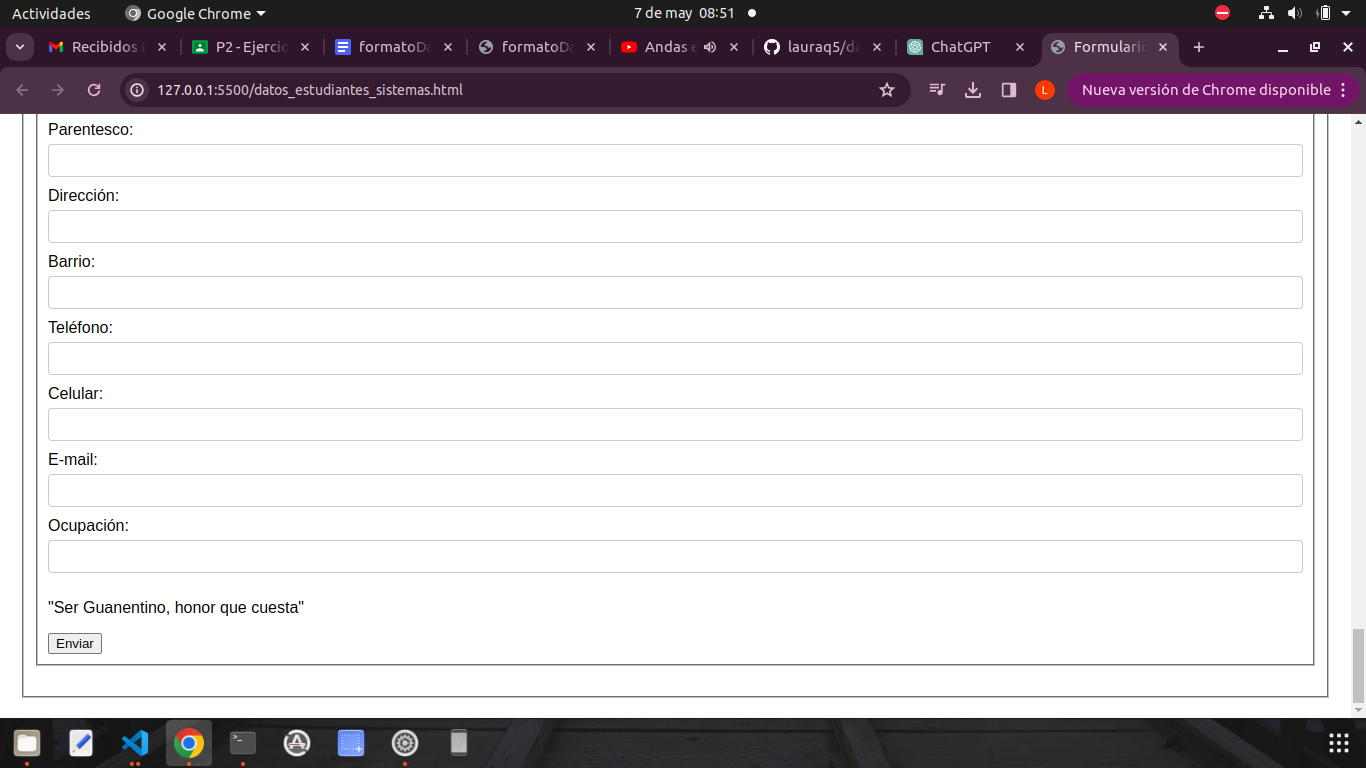 Actividades Google Chrome 7 de may 08:51
Recibidos ( P2 - Ejercic formatoDa formatoDa Andas e lauraq5/da ChatGPT Formulario
127.0.0.1:5500/datos_estudiantes_sistemas.html L Nueva versión de Chrome disponible
Parentesco:
Dirección:
Barrio:
Teléfono:
Celular:
E-mail:
Ocupación:
"Ser Guanentino, honor que cuesta"
Enviar